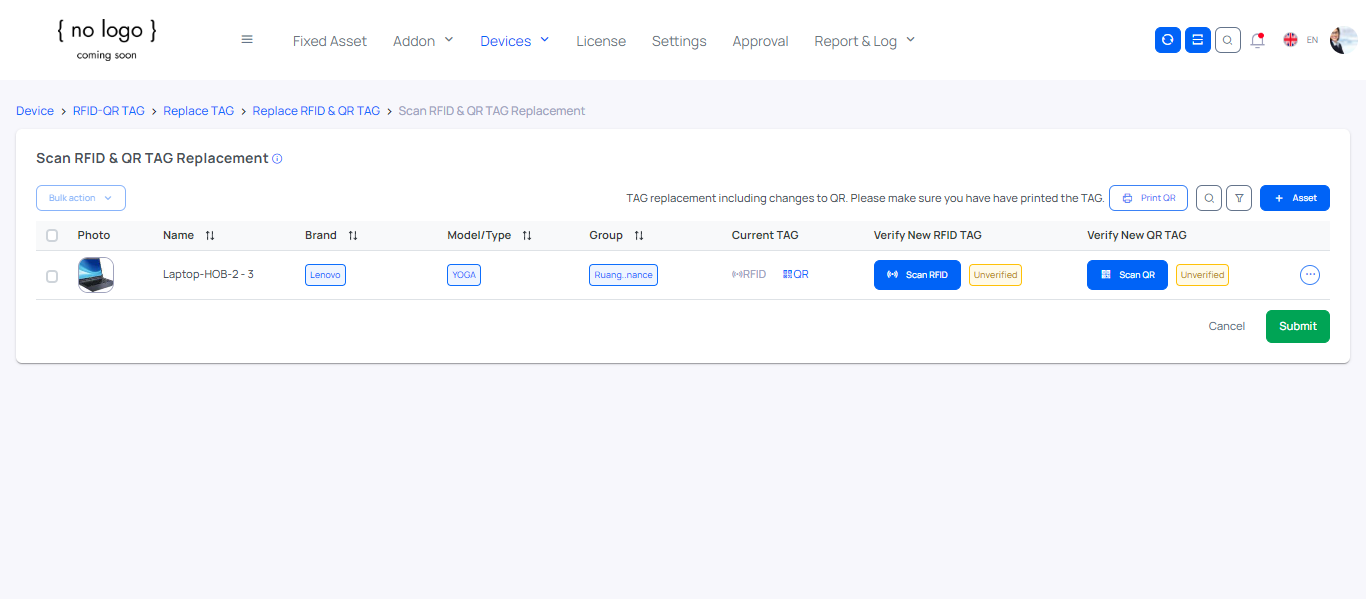 { no logo }
coming soon
Fixed Asset Addon Devices License Settings Approval Report & Log EN
Device > RFID-QR TAG > Replace TAG > Replace RFID & QR TAG > Scan RFID & QR TAG Replacement
Scan RFID & QR TAG Replacement
Bulk action TAG replacement including changes to QR. Please make sure you have have printed the TAG. Print QR + Asset
Photo Name Brand Model/Type Group Current TAG Verify New RFID TAG Verify New QR TAG
Laptop-HOB-2 - 3 Lenovo YOGA Ruang..nance RFID QR Scan RFID Unverified Scan QR Unverified
Cancel Submit